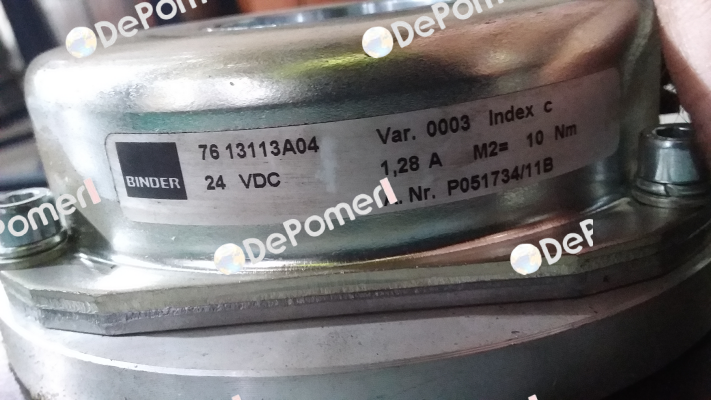 DePomer
DePomer
BINDER
76 13113A04
24 VDC
Var. 0003 Index c
1,28 A M2= 10 Nm
A. Nr. P051734/11B
DePomer
DePomer
DeP